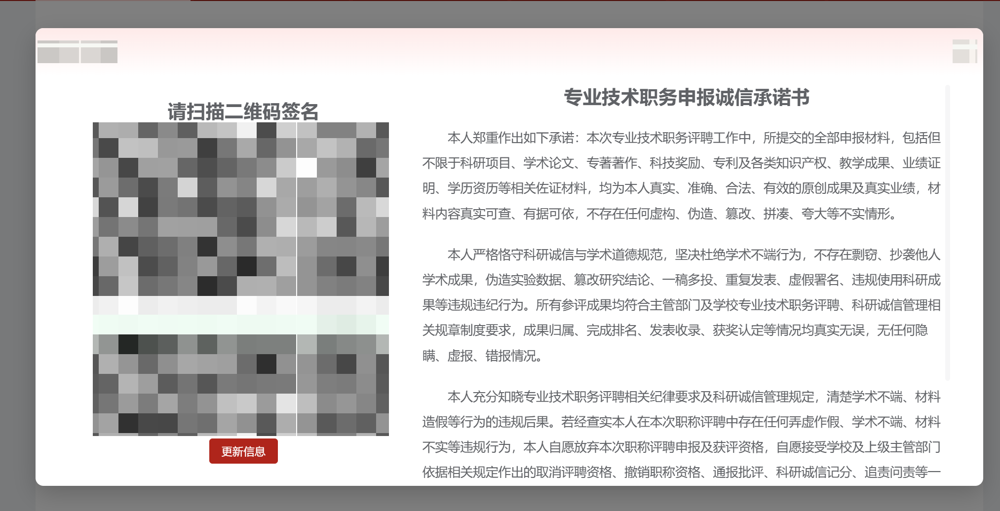 请扫描二维码签名
更新信息
专业技术职务申报诚信承诺书
本人郑重作出如下承诺：本次专业技术职务评聘工作中，所提交的全部申报材料，包括但
不限于科研项目、学术论文、专著著作、科技奖励、专利及各类知识产权、教学成果、业绩证
明、学历资历等相关佐证材料，均为本人真实、准确、合法、有效的原创成果及真实业绩，材
料内容真实可查、有据可依，不存在任何虚构、伪造、篡改、拼凑、夸大等不实情形。
本人严格恪守科研诚信与学术道德规范，坚决杜绝学术不端行为，不存在剽窃、抄袭他人
学术成果，伪造实验数据、篡改研究结论、一稿多投、重复发表、虚假署名、违规使用科研成
果等违规违纪行为。所有参评成果均符合主管部门及学校专业技术职务评聘、科研诚信管理相
关规章制度要求，成果归属、完成排名、发表收录、获奖认定等情况均真实无误，无任何隐
瞒、虚报、错报情况。
本人充分知晓专业技术职务评聘相关纪律要求及科研诚信管理规定，清楚学术不端、材料
造假等行为的违规后果。若经查实本人在本次职称评聘中存在任何弄虚作假、学术不端、材料
不实等违规行为，本人自愿放弃本次职称评聘申报及获评资格，自愿接受学校及上级主管部门
依据相关规定作出的取消评聘资格、撤销职称资格、通报批评、科研诚信记分、追责问责等一